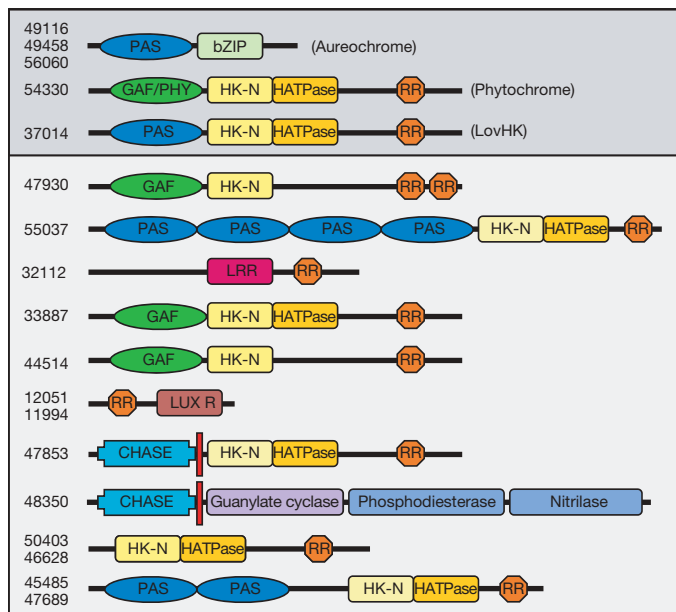 49116
49458 PAS bZIP (Aureochrome)
56060
54330 GAF/PHY HK-N HATPase RR (Phytochrome)
37014 PAS HK-N HATPase RR (LovHK)
47930 GAF HK-N RR RR
55037 PAS PAS PAS PAS HK-N HATPase RR
32112 LRR RR
33887 GAF HK-N HATPase RR
44514 GAF HK-N RR
12051 RR LUX R
11994
47853 CHASE HK-N HATPase RR
48350 CHASE Guanylate cyclase Phosphodiesterase Nitrilase
50403 HK-N HATPase RR
46628
45485 PAS PAS HK-N HATPase RR
47689